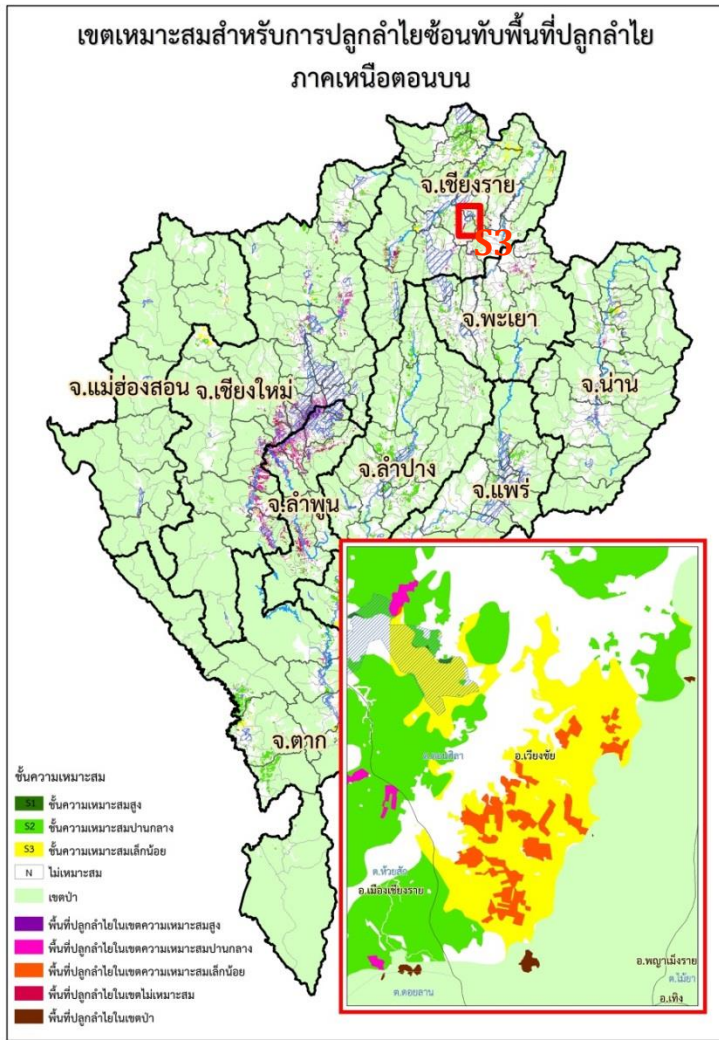 เขตเหมาะสมสำหรับการปลูกลำไยซ้อนทับพื้นที่ปลูกลำไย
ภาคเหนือตอนบน
จ.เชียงราย
S3
จ.พะเยา
จ.แม่ฮ่องสอน
จ.เชียงใหม่
จ.น่าน
จ.ลำปาง
จ.แพร่
จ.ลำพูน
จ.ตาก
อ.เวียงชัย
ต.ห้วยสัก
อ.เมืองเชียงราย
อ.พญาเม็งราย
ต.ไม้ยา
ต.ดอยลาน
อ.เทิง
ชั้นความเหมาะสม
S1 ชั้นความเหมาะสมสูง
S2 ชั้นความเหมาะสมปานกลาง
S3 ชั้นความเหมาะสมเล็กน้อย
N ไม่เหมาะสม
เขตป่า
พื้นที่ปลูกลำไยในเขตความเหมาะสมสูง
พื้นที่ปลูกลำไยในเขตความเหมาะสมปานกลาง
พื้นที่ปลูกลำไยในเขตความเหมาะสมเล็กน้อย
พื้นที่ปลูกลำไยในเขตไม่เหมาะสม
พื้นที่ปลูกลำไยในเขตป่า